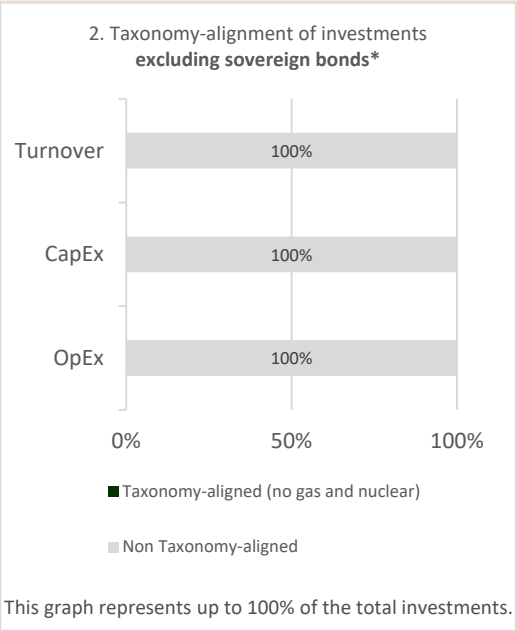 2. Taxonomy-alignment of investments
excluding sovereign bonds*
Turnover
100%
CapEx
100%
OpEx
100%
0%
50%
100%
Taxonomy-aligned (no gas and nuclear)
Non Taxonomy-aligned
This graph represents up to 100% of the total investments.